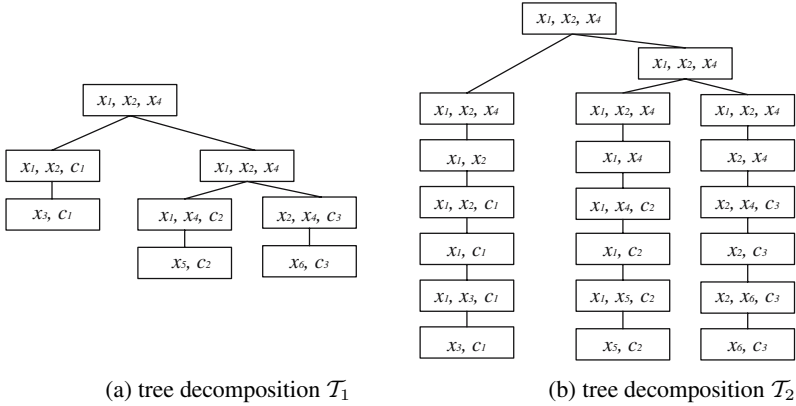 x₁, x₂, x₄
x₁, x₂, c₁
x₁, x₂, x₄
x₃, c₁
x₁, x₄, c₂
x₂, x₄, c₃
x₅, c₂
x₆, c₃
(a) tree decomposition 𝒯₁
x₁, x₂, x₄
x₁, x₂, x₄
x₁, x₂, x₄
x₁, x₂
x₁, x₂, c₁
x₁, c₁
x₁, x₃, c₁
x₃, c₁
x₁, x₂, x₄
x₁, x₄
x₁, x₄, c₂
x₁, c₂
x₁, x₅, c₂
x₅, c₂
x₁, x₂, x₄
x₂, x₄
x₂, x₄, c₃
x₂, c₃
x₂, x₆, c₃
x₆, c₃
(b) tree decomposition 𝒯₂